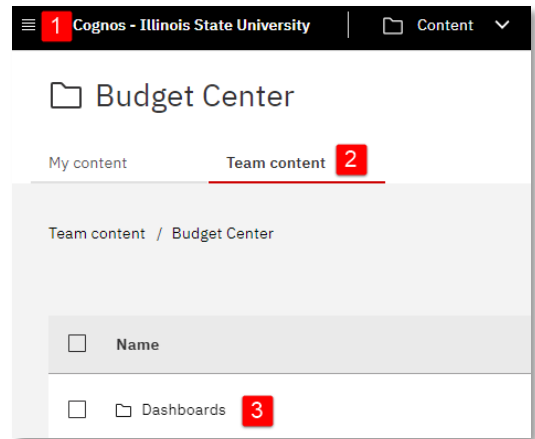 1 Cognos - Illinois State University Content
Budget Center
My content Team content 2
Team content / Budget Center
Name
Dashboards 3